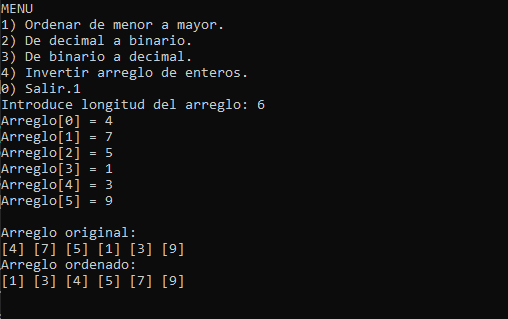 MENU
1) Ordenar de menor a mayor.
2) De decimal a binario.
3) De binario a decimal.
4) Invertir arreglo de enteros.
0) Salir.1
Introduce longitud del arreglo: 6
Arreglo[0] = 4
Arreglo[1] = 7
Arreglo[2] = 5
Arreglo[3] = 1
Arreglo[4] = 3
Arreglo[5] = 9
Arreglo original:
[4] [7] [5] [1] [3] [9]
Arreglo ordenado:
[1] [3] [4] [5] [7] [9]